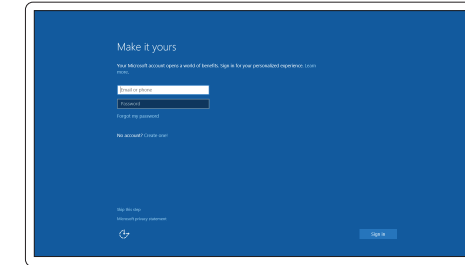 Make it yours
Your Microsoft account opens a world of benefits. Sign in for your personalized experience. Learn
more.
Email or phone
Password
Forgot my password
No account? Create one!
Skip this step
Microsoft privacy statement
Sign in